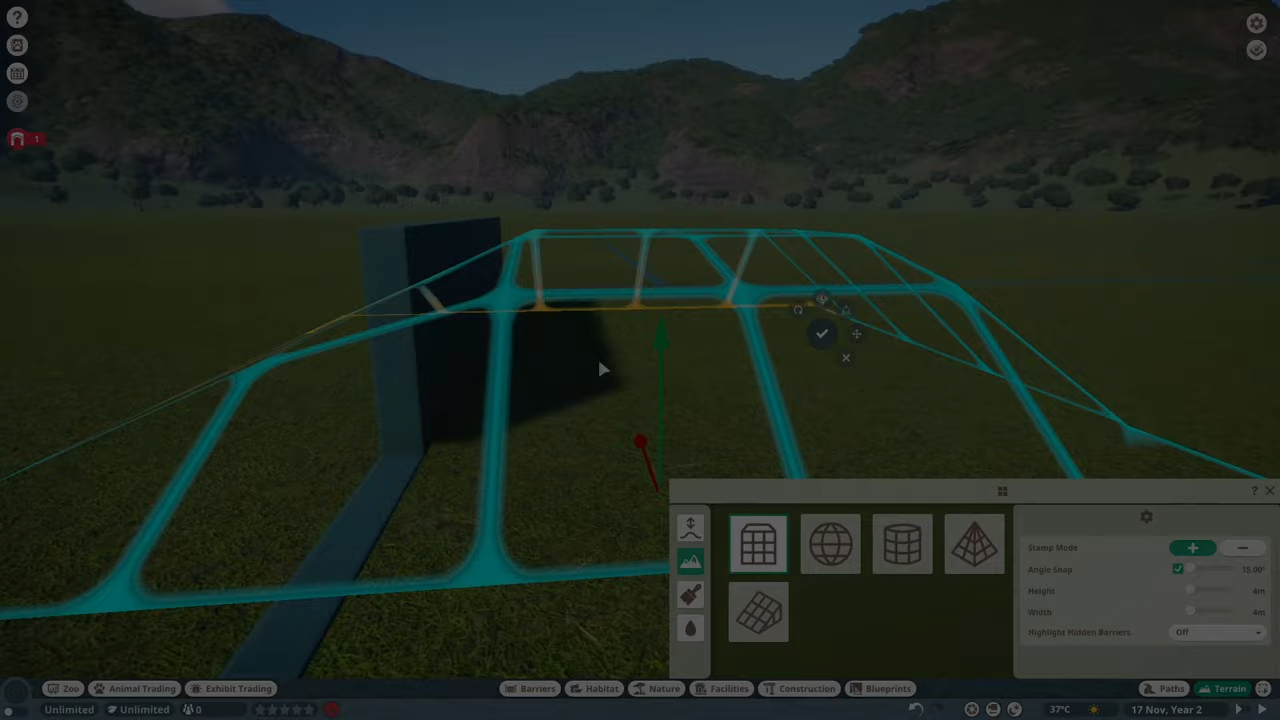 ?
1
? ×
Stamp Mode + −
Angle Snap 15.00°
Height 4m
Width 4m
Highlight Hidden Barriers Off
Zoo Animal Trading Exhibit Trading Barriers Habitat Nature Facilities Construction Blueprints Paths Terrain
Unlimited Unlimited 0 37°C 17 Nov, Year 2